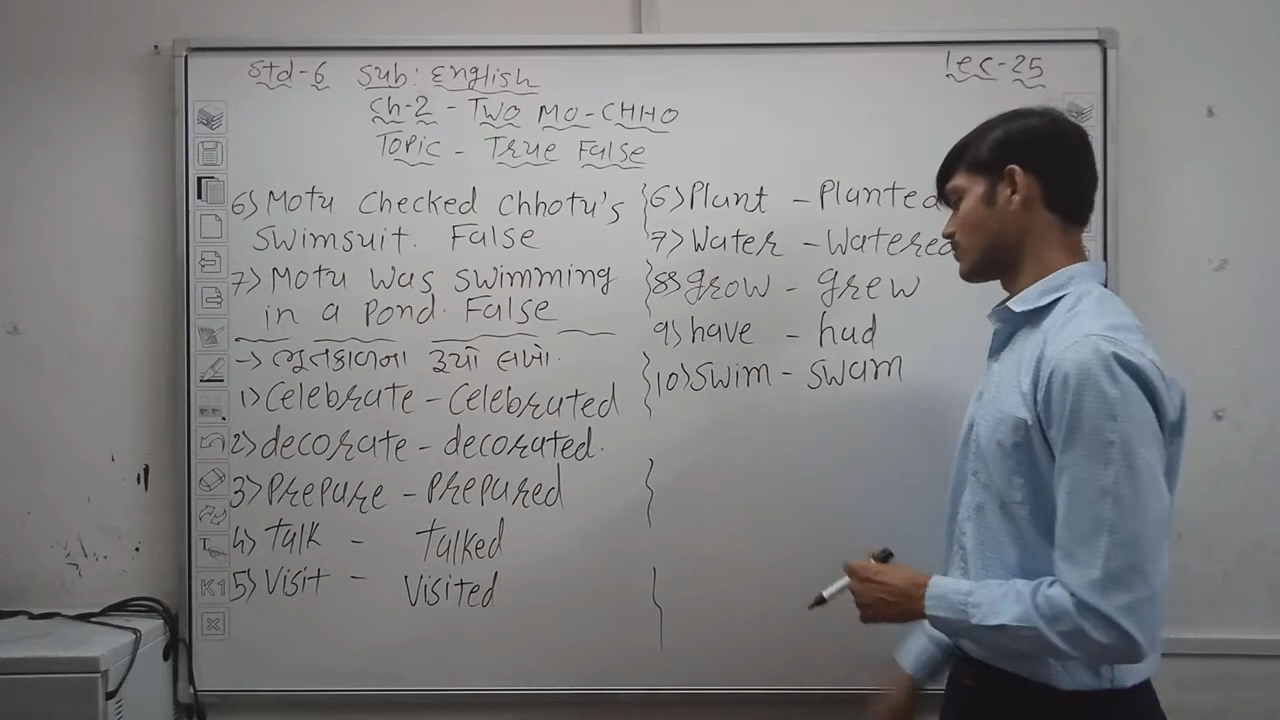 Std-6 Sub: English
lec-25
Ch-2 - Two Mo-CHHO
Topic - True False
6) Motu checked chhotu's
swimsuit. False
7) Motu was swimming
in a pond. False
→ ભૂતકાળના રૂપો લખો.
1) Celebrate - Celebrated
2) decorate - decorated.
3) Prepare - Prepared
4) Talk - Talked
5) Visit - Visited
6) Plant - Planted
7) Water - Watered
8) grow - grew
9) have - had
10) Swim - Swam
T
K1